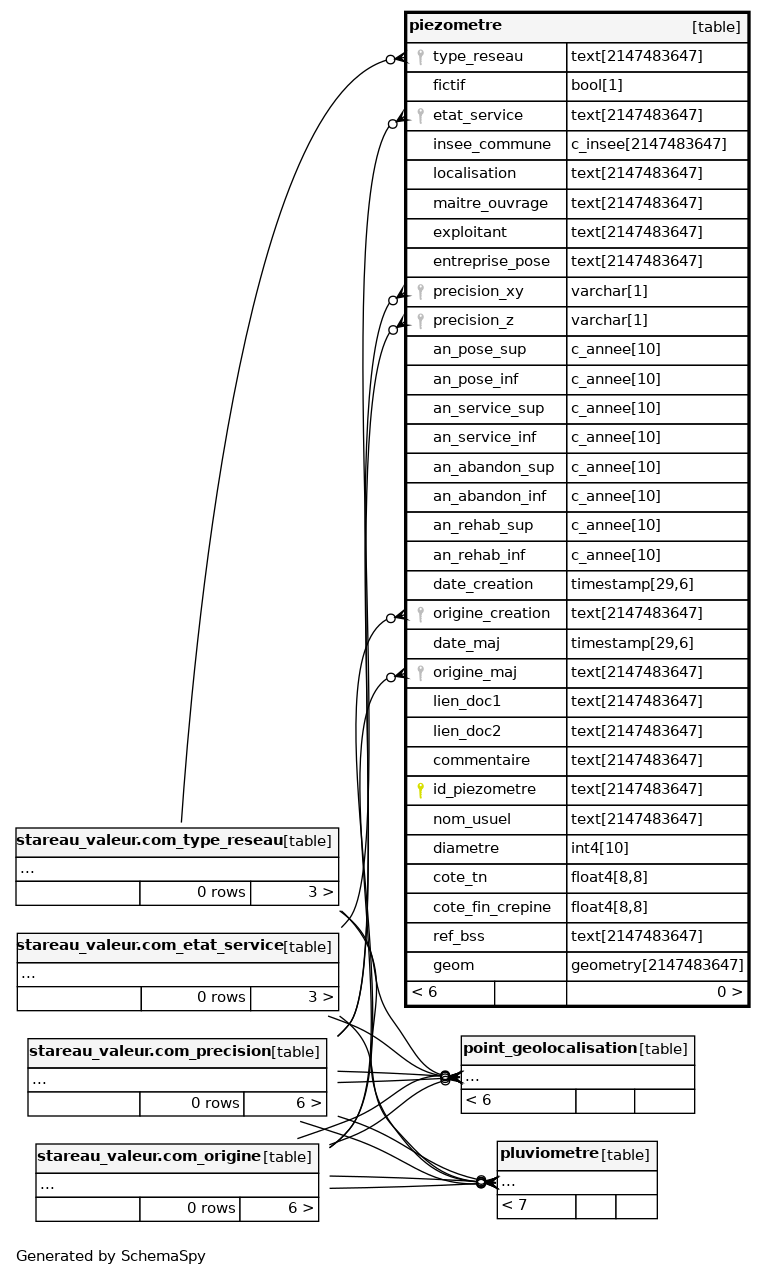 piezometre [table]
type_reseau text[2147483647]
fictif bool[1]
etat_service text[2147483647]
insee_commune c_insee[2147483647]
localisation text[2147483647]
maitre_ouvrage text[2147483647]
exploitant text[2147483647]
entreprise_pose text[2147483647]
precision_xy varchar[1]
precision_z varchar[1]
an_pose_sup c_annee[10]
an_pose_inf c_annee[10]
an_service_sup c_annee[10]
an_service_inf c_annee[10]
an_abandon_sup c_annee[10]
an_abandon_inf c_annee[10]
an_rehab_sup c_annee[10]
an_rehab_inf c_annee[10]
date_creation timestamp[29,6]
origine_creation text[2147483647]
date_maj timestamp[29,6]
origine_maj text[2147483647]
lien_doc1 text[2147483647]
lien_doc2 text[2147483647]
commentaire text[2147483647]
id_piezometre text[2147483647]
nom_usuel text[2147483647]
diametre int4[10]
cote_tn float4[8,8]
cote_fin_crepine float4[8,8]
ref_bss text[2147483647]
geom geometry[2147483647]
< 6 0 >
stareau_valeur.com_type_reseau [table]
...
0 rows 3 >
stareau_valeur.com_etat_service [table]
...
0 rows 3 >
stareau_valeur.com_precision [table]
...
0 rows 6 >
stareau_valeur.com_origine [table]
...
0 rows 6 >
point_geolocalisation [table]
...
< 6
pluviometre [table]
...
< 7
Generated by SchemaSpy